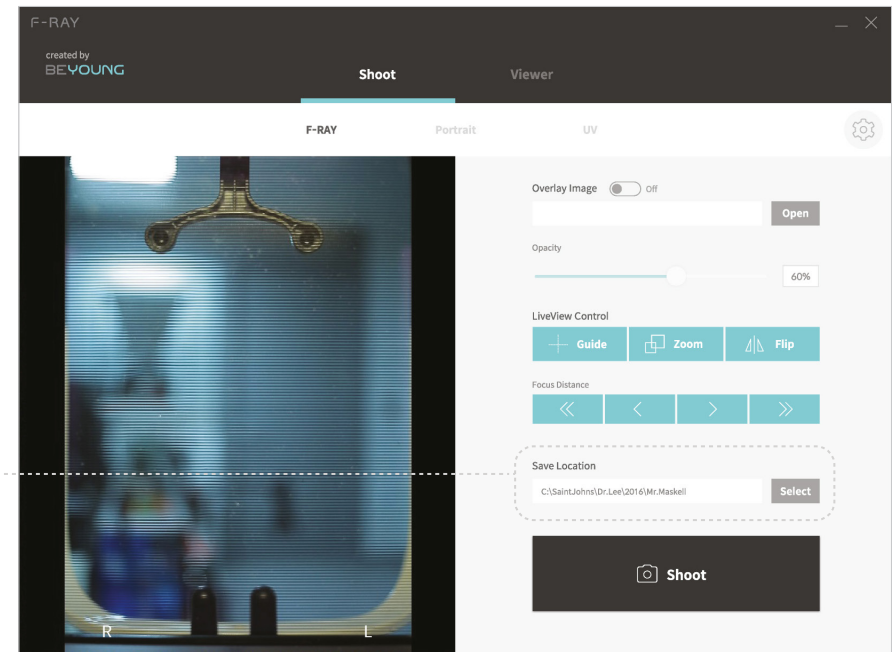 F-RAY
created by
BEYOUNG
Shoot Viewer
F-RAY Portrait UV
Overlay Image Off
Open
Opacity
60%
LiveView Control
Guide Zoom Flip
Focus Distance
Save Location
C:\SaintJohns\Dr.Lee\2016\Mr.Maskell Select
Shoot
R L